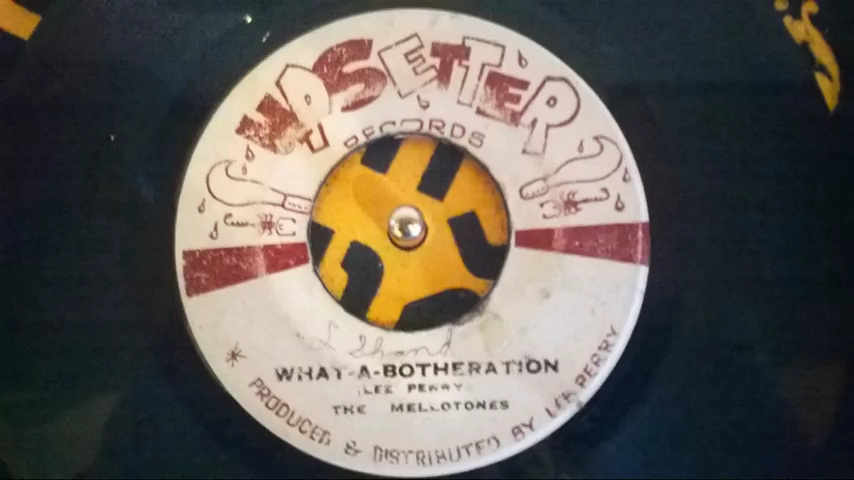 UPSETTER
RECORDS
L Shand
WHAT-A-BOTHERATION
LEE PERRY
THE MELLOTONES
* PRODUCED & DISTRIBUTED BY LEE PERRY